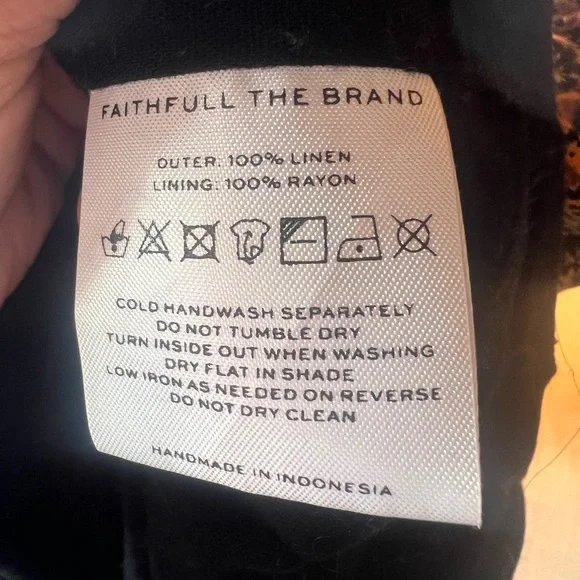 FAITHFULL THE BRAND
OUTER: 100% LINEN
LINING: 100% RAYON
COLD HANDWASH SEPARATELY
DO NOT TUMBLE DRY
TURN INSIDE OUT WHEN WASHING
DRY FLAT IN SHADE
LOW IRON AS NEEDED ON REVERSE
DO NOT DRY CLEAN
HANDMADE IN INDONESIA